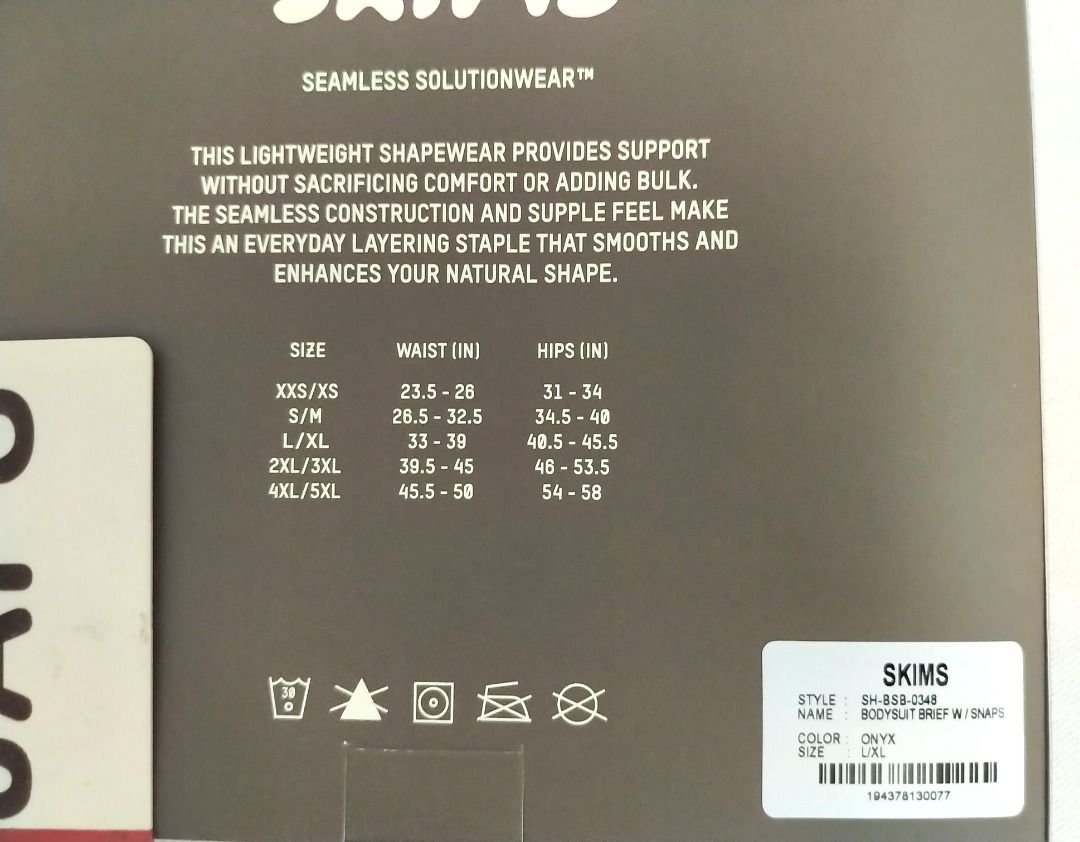 SKIMS
SEAMLESS SOLUTIONWEAR™
THIS LIGHTWEIGHT SHAPEWEAR PROVIDES SUPPORT
WITHOUT SACRIFICING COMFORT OR ADDING BULK.
THE SEAMLESS CONSTRUCTION AND SUPPLE FEEL MAKE
THIS AN EVERYDAY LAYERING STAPLE THAT SMOOTHS AND
ENHANCES YOUR NATURAL SHAPE.
SIZE WAIST (IN) HIPS (IN)
XXS/XS 23.5 - 26 31 - 34
S/M 26.5 - 32.5 34.5 - 40
L/XL 33 - 39 40.5 - 45.5
2XL/3XL 39.5 - 45 46 - 53.5
4XL/5XL 45.5 - 50 54 - 58
30
SKIMS
STYLE : SH-BSB-0348
NAME : BODYSUIT BRIEF W / SNAPS
COLOR : ONYX
SIZE : L/XL
194378130077